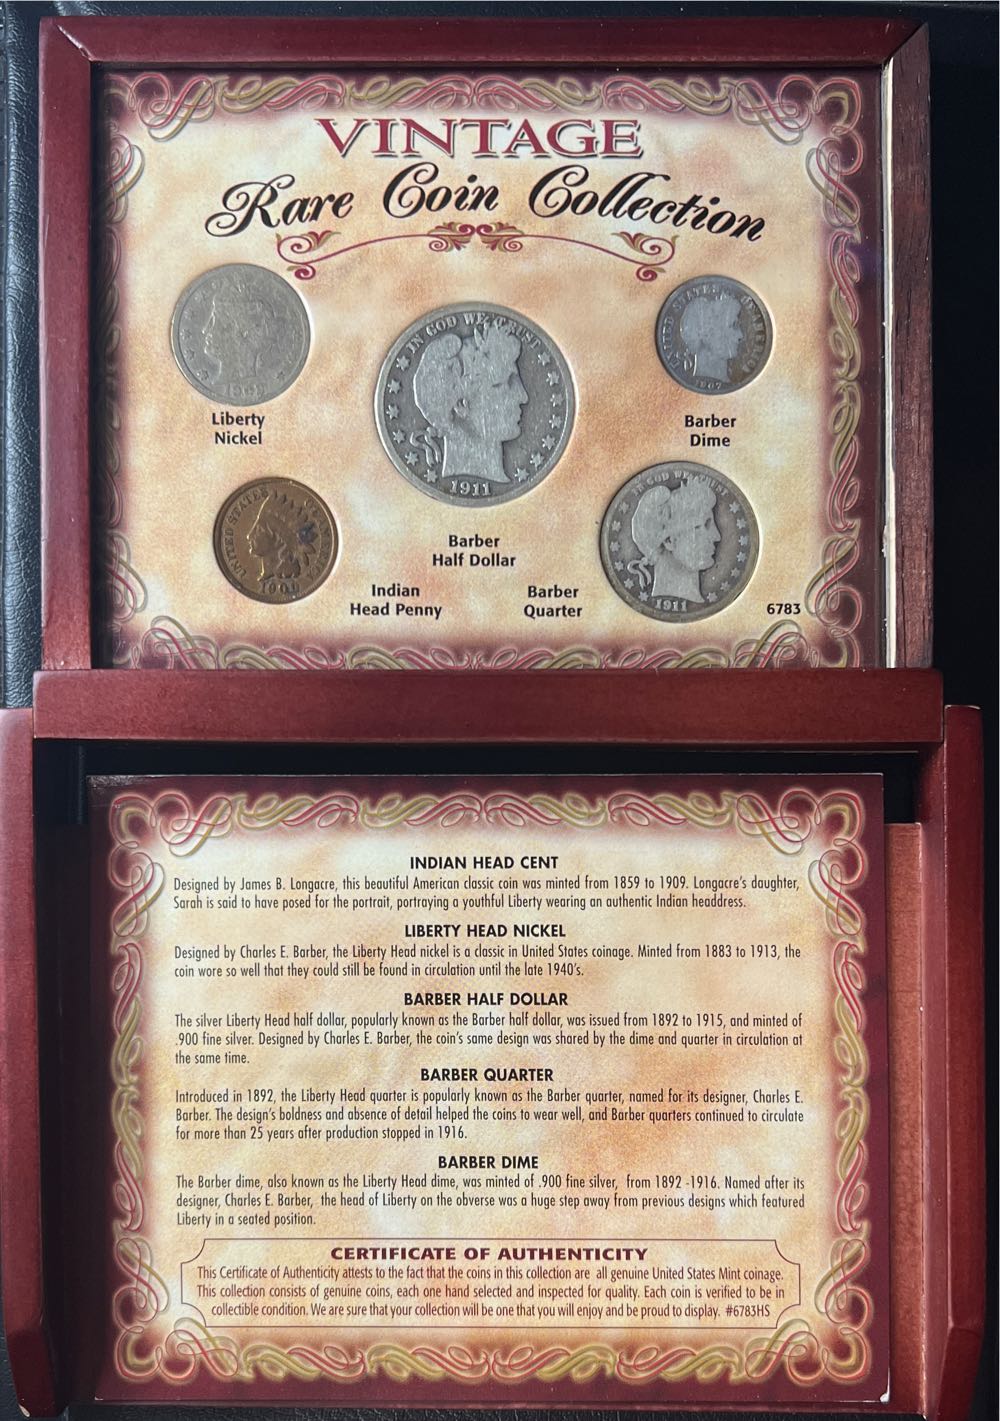 VINTAGE
Rare Coin Collection
IN GOD WE TRUST
1911
Liberty
Nickel
UNITED STATES OF AMERICA
1907
Barber
Dime
UNITED STATES
AMERICA
Barber
Half Dollar
IN GOD WE TRUST
1911
Indian
Head Penny
Barber
Quarter
6783
INDIAN HEAD CENT
Designed by James B. Longacre, this beautiful American classic coin was minted from 1859 to 1909. Longacre's daughter,
Sarah is said to have posed for the portrait, portraying a youthful Liberty wearing an authentic Indian headdress.
LIBERTY HEAD NICKEL
Designed by Charles E. Barber, the Liberty Head nickel is a classic in United States coinage. Minted from 1883 to 1913, the
coin wore so well that they could still be found in circulation until the late 1940's.
BARBER HALF DOLLAR
The silver Liberty Head half dollar, popularly known as the Barber half dollar, was issued from 1892 to 1915, and minted of
.900 fine silver. Designed by Charles E. Barber, the coin's same design was shared by the dime and quarter in circulation at
the same time.
BARBER QUARTER
Introduced in 1892, the Liberty Head quarter is popularly known as the Barber quarter, named for its designer, Charles E.
Barber. The design's boldness and absence of detail helped the coins to wear well, and Barber quarters continued to circulate
for more than 25 years after production stopped in 1916.
BARBER DIME
The Barber dime, also known as the Liberty Head dime, was minted of .900 fine silver, from 1892 -1916. Named after its
designer, Charles E. Barber, the head of Liberty on the obverse was a huge step away from previous designs which featured
Liberty in a seated position.
CERTIFICATE OF AUTHENTICITY
This Certificate of Authenticity attests to the fact that the coins in this collection are all genuine United States Mint coinage.
This collection consists of genuine coins, each one hand selected and inspected for quality. Each coin is verified to be in
collectible condition. We are sure that your collection will be one that you will enjoy and be proud to display. #6783HS